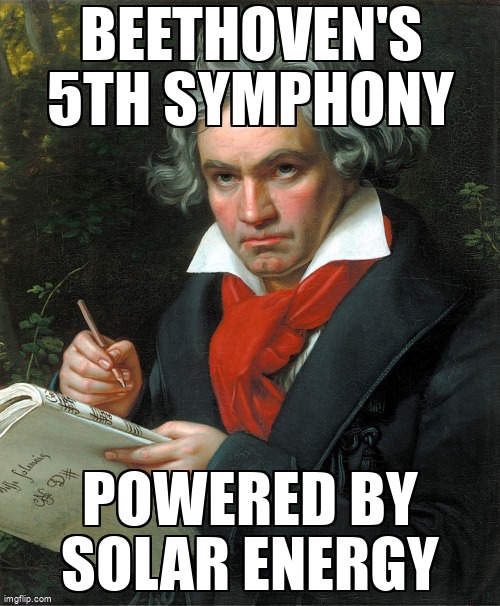 BEETHOVEN'S
5TH SYMPHONY
POWERED BY
SOLAR ENERGY
imgflip.com